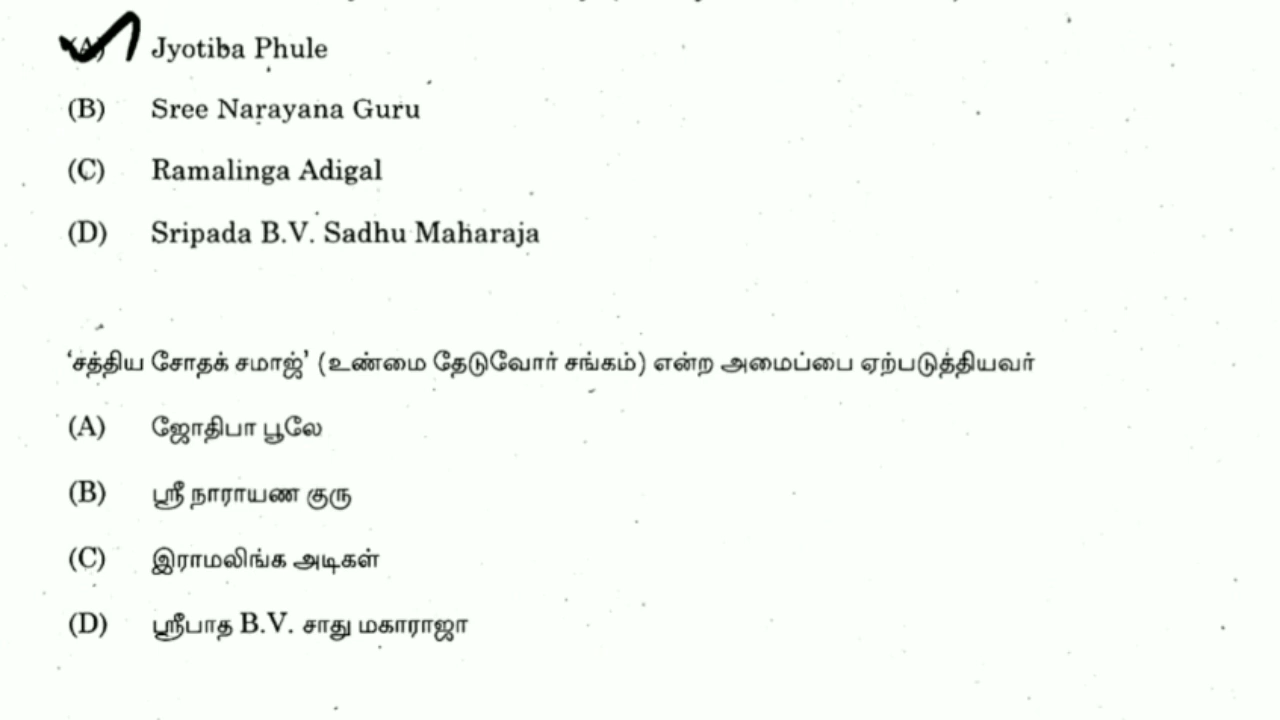 (A) Jyotiba Phule
(B) Sree Narayana Guru
(C) Ramalinga Adigal
(D) Sripada B.V. Sadhu Maharaja
‘சத்திய சோதக் சமாஜ்’ (உண்மை தேடுவோர் சங்கம்) என்ற அமைப்பை ஏற்படுத்தியவர்
(A) ஜோதிபா பூலே
(B) ஸ்ரீ நாராயண குரு
(C) இராமலிங்க அடிகள்
(D) ஸ்ரீபாத B.V. சாது மகாராஜா